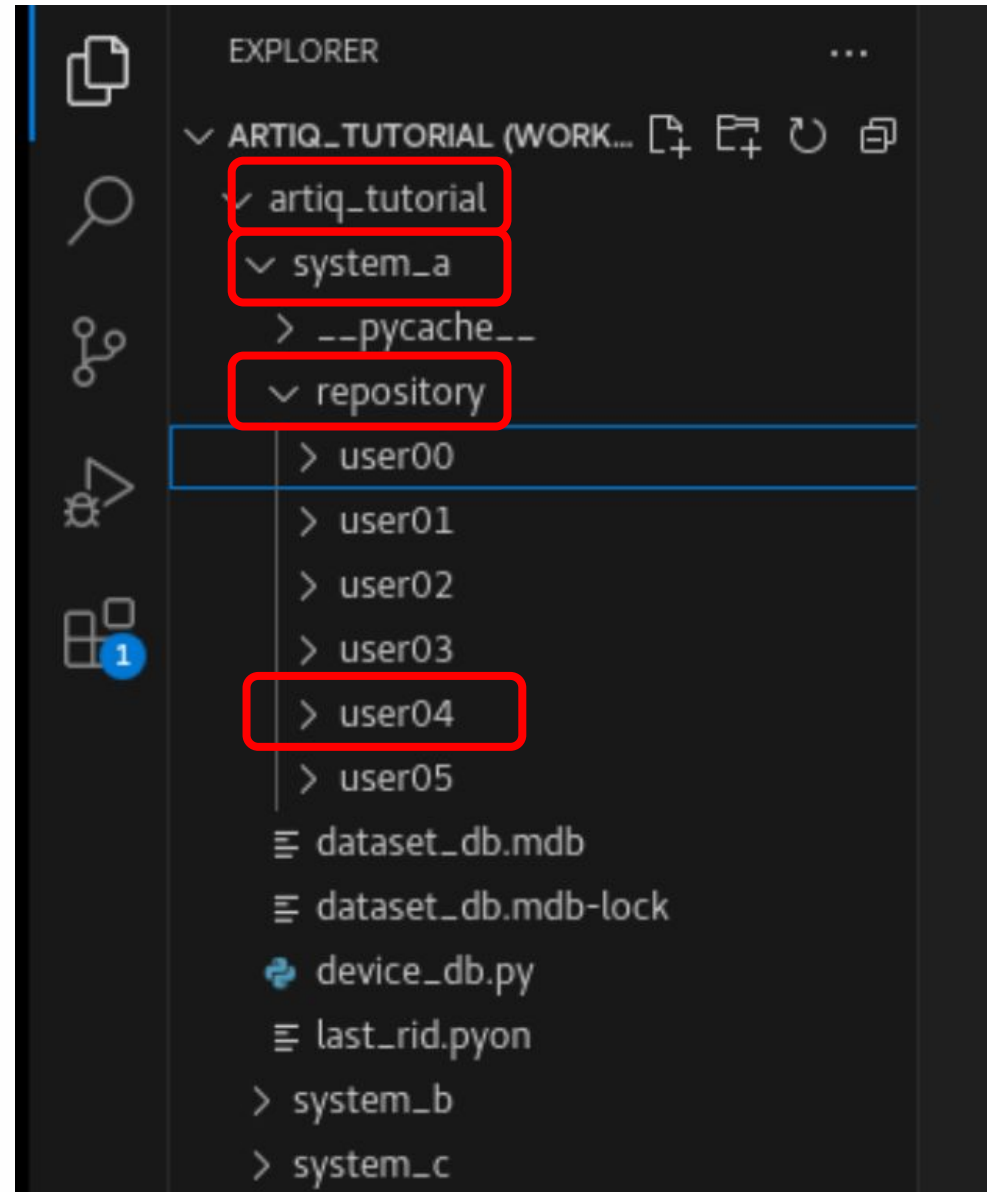 EXPLORER
ARTIQ_TUTORIAL (WORK...
artiq_tutorial
system_a
__pycache__
repository
user00
user01
user02
user03
1
user04
user05
dataset_db.mdb
dataset_db.mdb-lock
device_db.py
last_rid.pyon
system_b
system_c